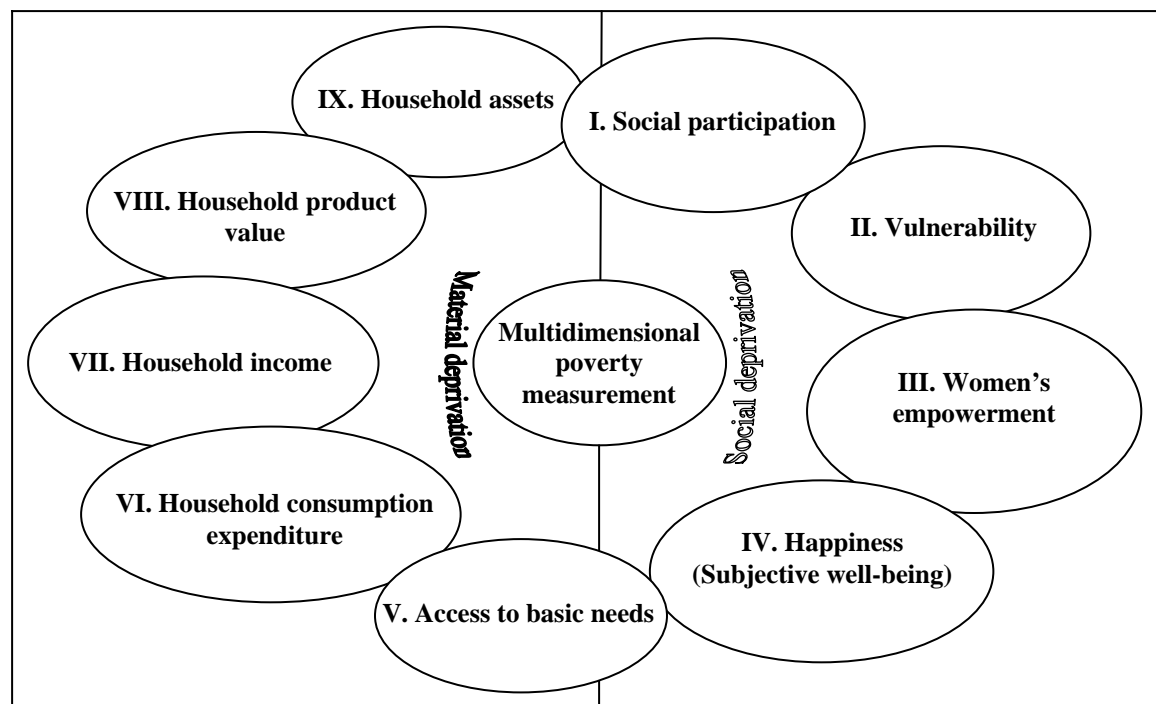 IX. Household assets
I. Social participation
VIII. Household product
value
II. Vulnerability
Material deprivation
Social deprivation
Multidimensional
poverty
measurement
VII. Household income
III. Women’s
empowerment
VI. Household consumption
expenditure
IV. Happiness
(Subjective well-being)
V. Access to basic needs